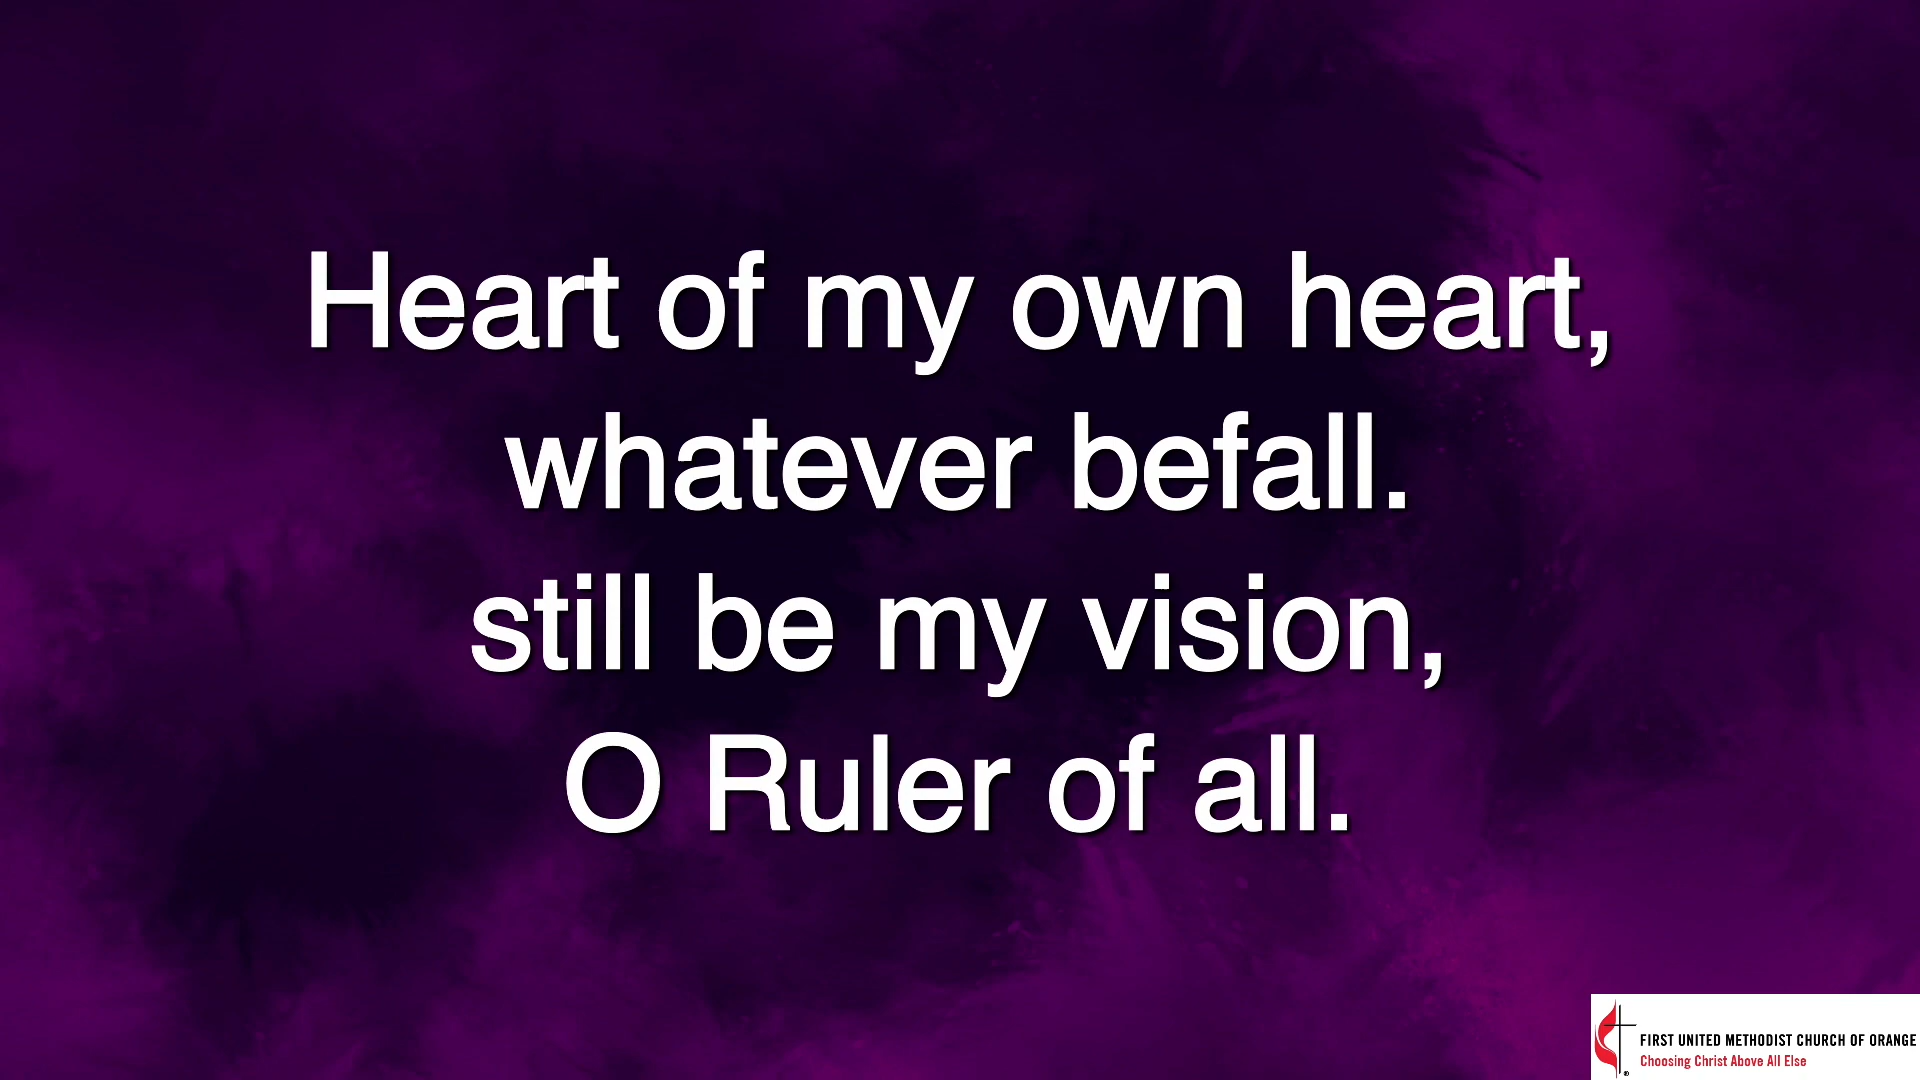 Heart of my own heart,
whatever befall.
still be my vision,
O Ruler of all.
FIRST UNITED METHODIST CHURCH OF ORANGE
Choosing Christ Above All Else
®